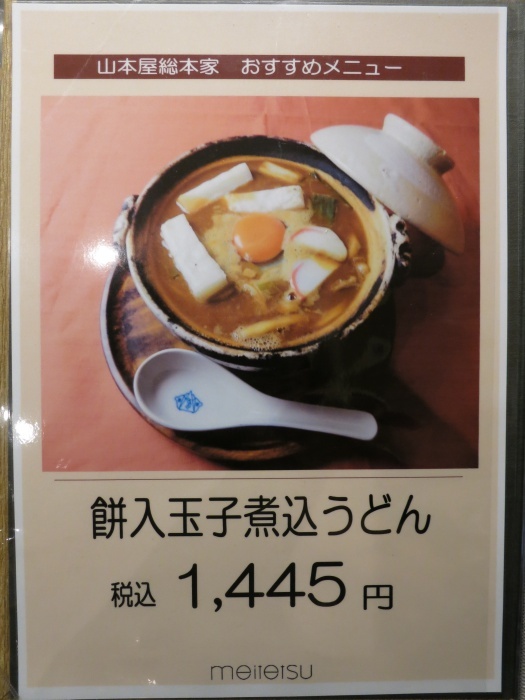 山本屋総本家 おすすめメニュー
餅入玉子煮込うどん
税込 1,445円
meitetsu